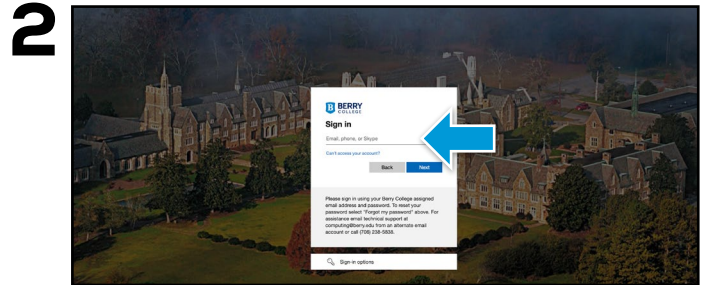 2
B BERRY
COLLEGE
Sign in
Email, phone, or Skype
Can't access your account?
Back Next
Please sign in using your Berry College assigned
email address and password. To reset your
password select "Forgot my password" above. For
assistance email technical support at
computing@berry.edu from an alternate email
account or call (706) 238-5838.
Sign-in options